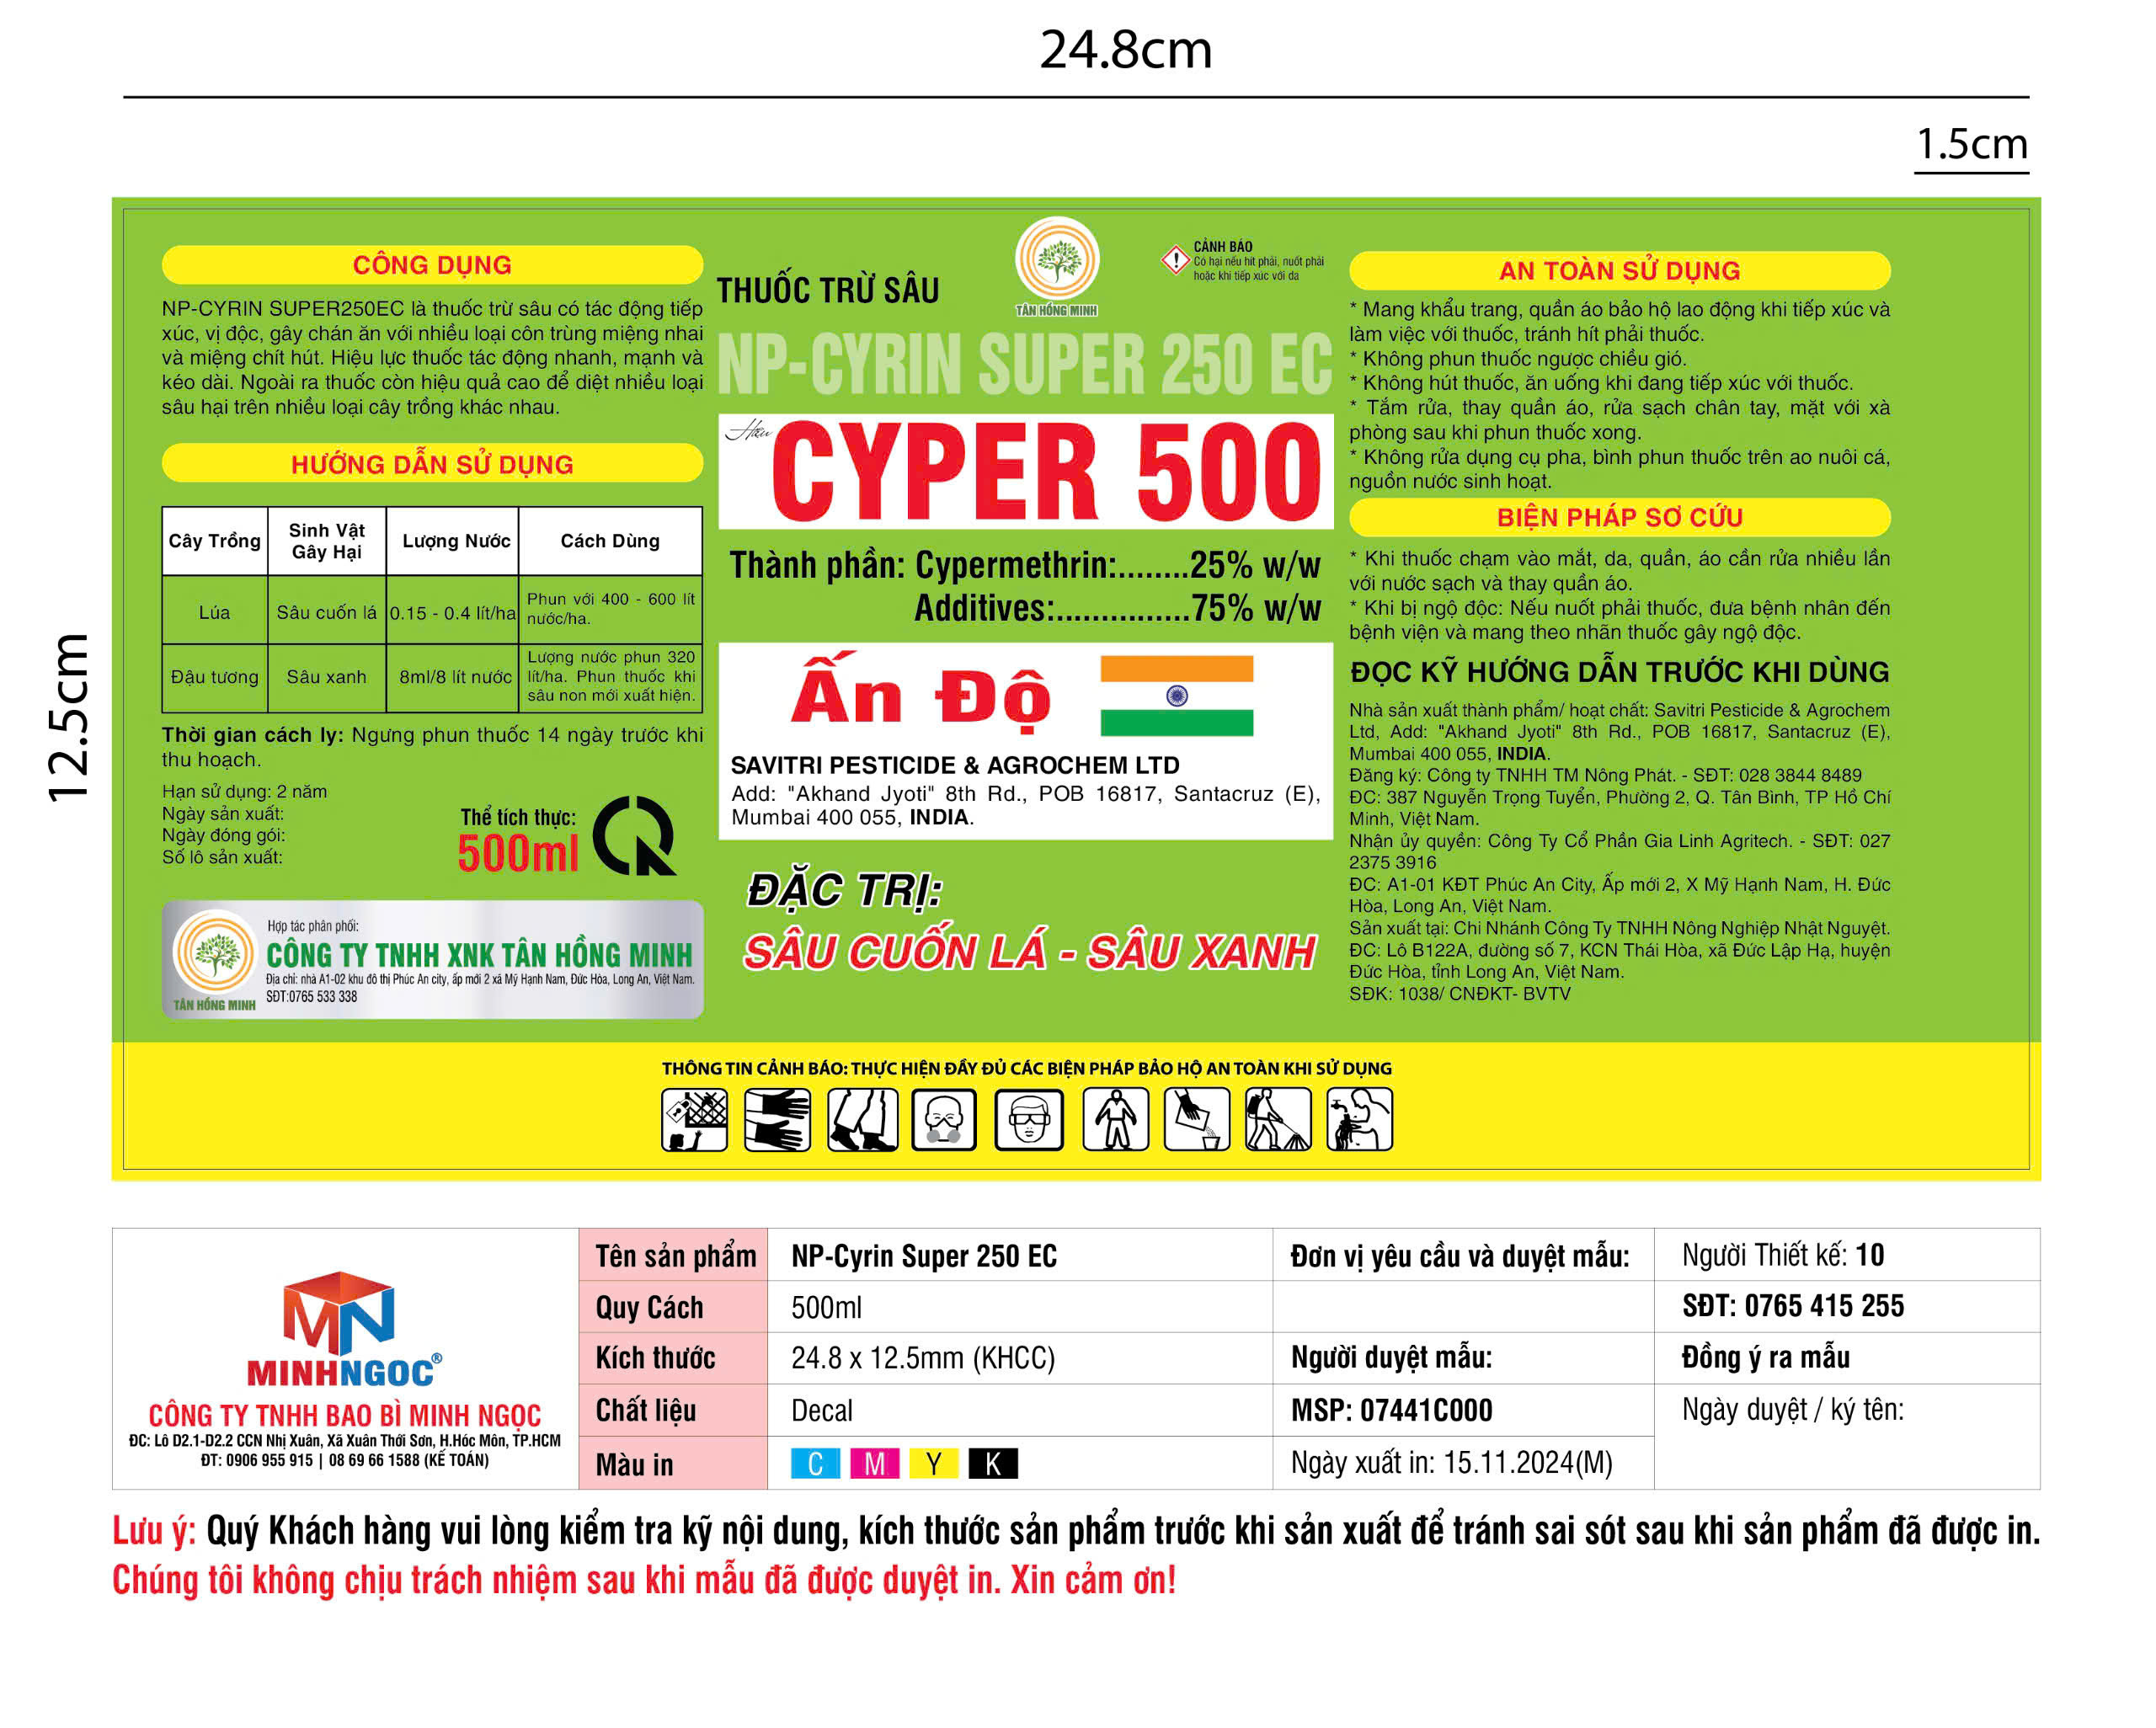 24.8cm
1.5cm
12.5cm
CÔNG DỤNG
NP-CYRIN SUPER250EC là thuốc trừ sâu có tác động tiếp
xúc, vị độc, gây chán ăn với nhiều loại côn trùng miệng nhai
và miệng chít hút. Hiệu lực thuốc tác động nhanh, mạnh và
kéo dài. Ngoài ra thuốc còn hiệu quả cao để diệt nhiều loại
sâu hại trên nhiều loại cây trồng khác nhau.
HƯỚNG DẪN SỬ DỤNG
Cây Trồng Sinh Vật Gây Hại Lượng Nước Cách Dùng
Lúa Sâu cuốn lá 0.15 - 0.4 lít/ha Phun với 400 - 600 lít nước/ha.
Đậu tương Sâu xanh 8ml/8 lít nước Lượng nước phun 320 lít/ha. Phun thuốc khi sâu non mới xuất hiện.
Thời gian cách ly: Ngưng phun thuốc 14 ngày trước khi
thu hoạch.
Hạn sử dụng: 2 năm
Ngày sản xuất:
Ngày đóng gói:
Số lô sản xuất:
Thể tích thực:
500ml
Hợp tác phân phối:
CÔNG TY TNHH XNK TÂN HỒNG MINH
Địa chỉ: nhà A1-02 khu đô thị Phúc An city, ấp mới 2 xã Mỹ Hạnh Nam, Đức Hòa, Long An, Việt Nam.
SĐT:0765 533 338
TÂN HỒNG MINH
THUỐC TRỪ SÂU
TÂN HỒNG MINH
CẢNH BÁO
Có hại nếu hít phải, nuốt phải
hoặc khi tiếp xúc với da
NP-CYRIN SUPER 250 EC
Hiệu
CYPER 500
Thành phần: Cypermethrin:........25% w/w
Additives:...............75% w/w
Ấn Độ
SAVITRI PESTICIDE & AGROCHEM LTD
Add: "Akhand Jyoti" 8th Rd., POB 16817, Santacruz (E),
Mumbai 400 055, INDIA.
ĐẶC TRỊ:
SÂU CUỐN LÁ - SÂU XANH
AN TOÀN SỬ DỤNG
* Mang khẩu trang, quần áo bảo hộ lao động khi tiếp xúc và
làm việc với thuốc, tránh hít phải thuốc.
* Không phun thuốc ngược chiều gió.
* Không hút thuốc, ăn uống khi đang tiếp xúc với thuốc.
* Tắm rửa, thay quần áo, rửa sạch chân tay, mặt với xà
phòng sau khi phun thuốc xong.
* Không rửa dụng cụ pha, bình phun thuốc trên ao nuôi cá,
nguồn nước sinh hoạt.
BIỆN PHÁP SƠ CỨU
* Khi thuốc chạm vào mắt, da, quần, áo cần rửa nhiều lần
với nước sạch và thay quần áo.
* Khi bị ngộ độc: Nếu nuốt phải thuốc, đưa bệnh nhân đến
bệnh viện và mang theo nhãn thuốc gây ngộ độc.
ĐỌC KỸ HƯỚNG DẪN TRƯỚC KHI DÙNG
Nhà sản xuất thành phẩm/ hoạt chất: Savitri Pesticide & Agrochem
Ltd, Add: "Akhand Jyoti" 8th Rd., POB 16817, Santacruz (E),
Mumbai 400 055, INDIA.
Đăng ký: Công ty TNHH TM Nông Phát. - SĐT: 028 3844 8489
ĐC: 387 Nguyễn Trọng Tuyển, Phường 2, Q. Tân Bình, TP Hồ Chí
Minh, Việt Nam.
Nhận ủy quyền: Công Ty Cổ Phần Gia Linh Agritech. - SĐT: 027
2375 3916
ĐC: A1-01 KĐT Phúc An City, Ấp mới 2, X Mỹ Hạnh Nam, H. Đức
Hòa, Long An, Việt Nam.
Sản xuất tại: Chi Nhánh Công Ty TNHH Nông Nghiệp Nhật Nguyệt.
ĐC: Lô B122A, đường số 7, KCN Thái Hòa, xã Đức Lập Hạ, huyện
Đức Hòa, tỉnh Long An, Việt Nam.
SĐK: 1038/ CNĐKT- BVTV
THÔNG TIN CẢNH BÁO: THỰC HIỆN ĐẦY ĐỦ CÁC BIỆN PHÁP BẢO HỘ AN TOÀN KHI SỬ DỤNG
MN
MINHNGOC®
CÔNG TY TNHH BAO BÌ MINH NGỌC
ĐC: Lô D2.1-D2.2 CCN Nhị Xuân, Xã Xuân Thới Sơn, H.Hóc Môn, TP.HCM
ĐT: 0906 955 915 | 08 69 66 1588 (KẾ TOÁN)
Tên sản phẩm NP-Cyrin Super 250 EC Đơn vị yêu cầu và duyệt mẫu: Người Thiết kế: 10
Quy Cách 500ml SĐT: 0765 415 255
Kích thước 24.8 x 12.5mm (KHCC) Người duyệt mẫu: Đồng ý ra mẫu
Chất liệu Decal MSP: 07441C000 Ngày duyệt / ký tên:
Màu in C M Y K Ngày xuất in: 15.11.2024(M)
Lưu ý: Quý Khách hàng vui lòng kiểm tra kỹ nội dung, kích thước sản phẩm trước khi sản xuất để tránh sai sót sau khi sản phẩm đã được in.
Chúng tôi không chịu trách nhiệm sau khi mẫu đã được duyệt in. Xin cảm ơn!